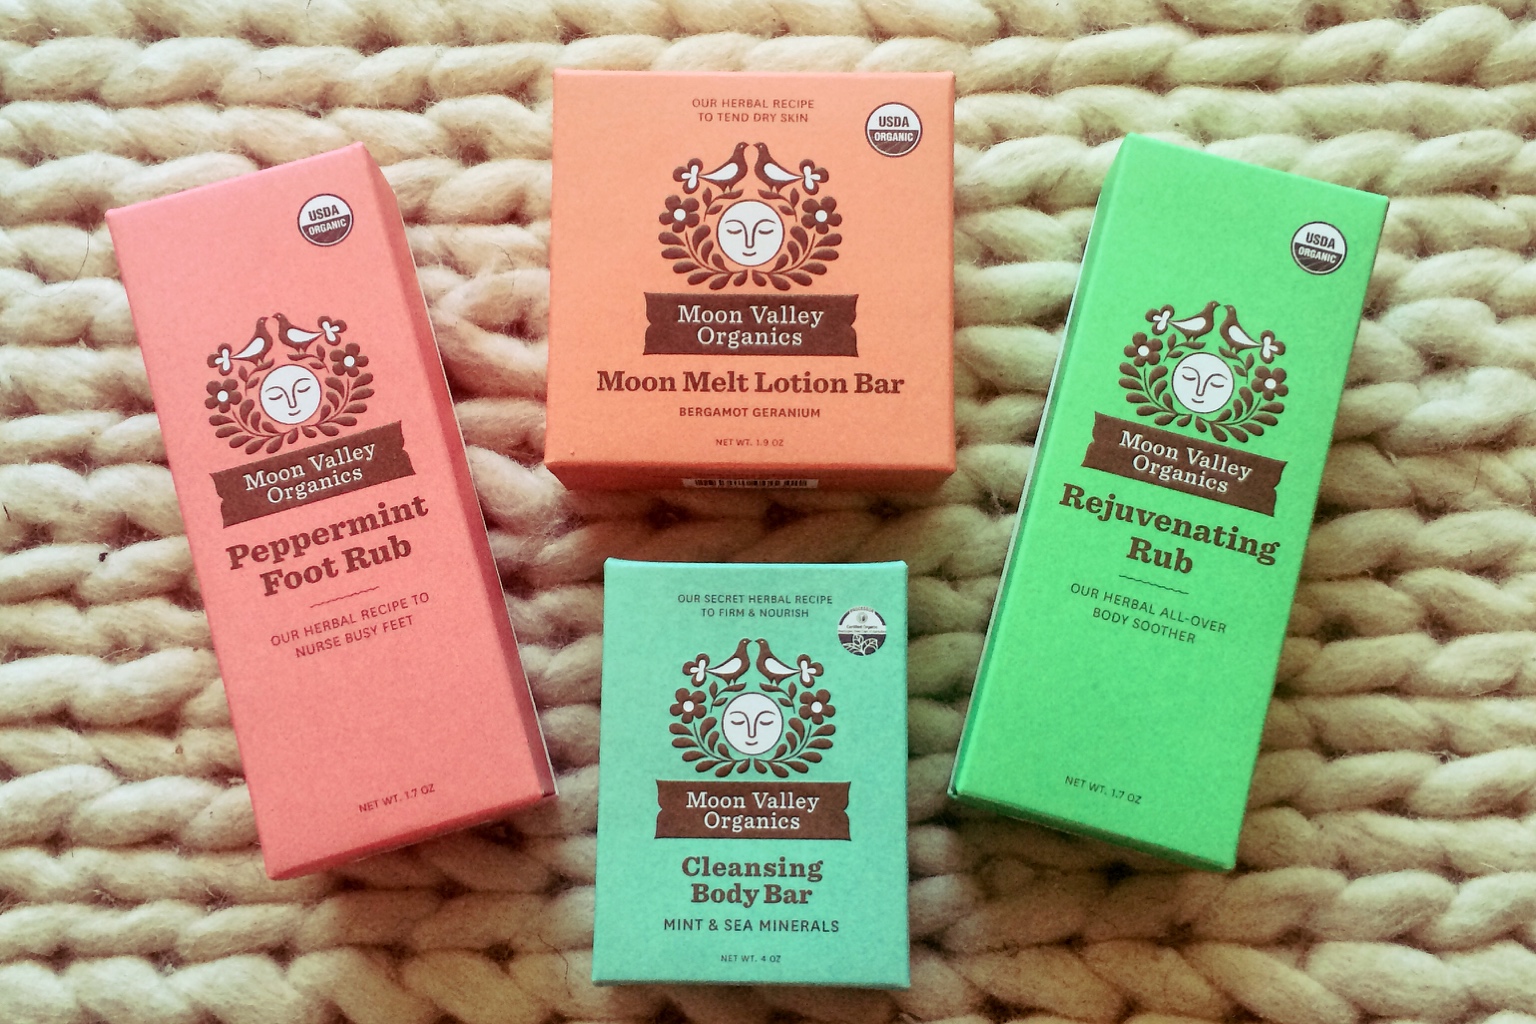 USDA
ORGANIC
Moon Valley
Organics
Peppermint
Foot Rub
OUR HERBAL RECIPE TO
NURSE BUSY FEET
NET WT. 1.7 OZ
OUR HERBAL RECIPE
TO TEND DRY SKIN
USDA
ORGANIC
Moon Valley
Organics
Moon Melt Lotion Bar
BERGAMOT GERANIUM
NET WT. 1.9 OZ
OUR SECRET HERBAL RECIPE
TO FIRM & NOURISH
Moon Valley
Organics
Cleansing
Body Bar
MINT & SEA MINERALS
NET WT. 4 OZ
USDA
ORGANIC
Moon Valley
Organics
Rejuvenating
Rub
OUR HERBAL ALL-OVER
BODY SOOTHER
NET WT. 1.7 OZ